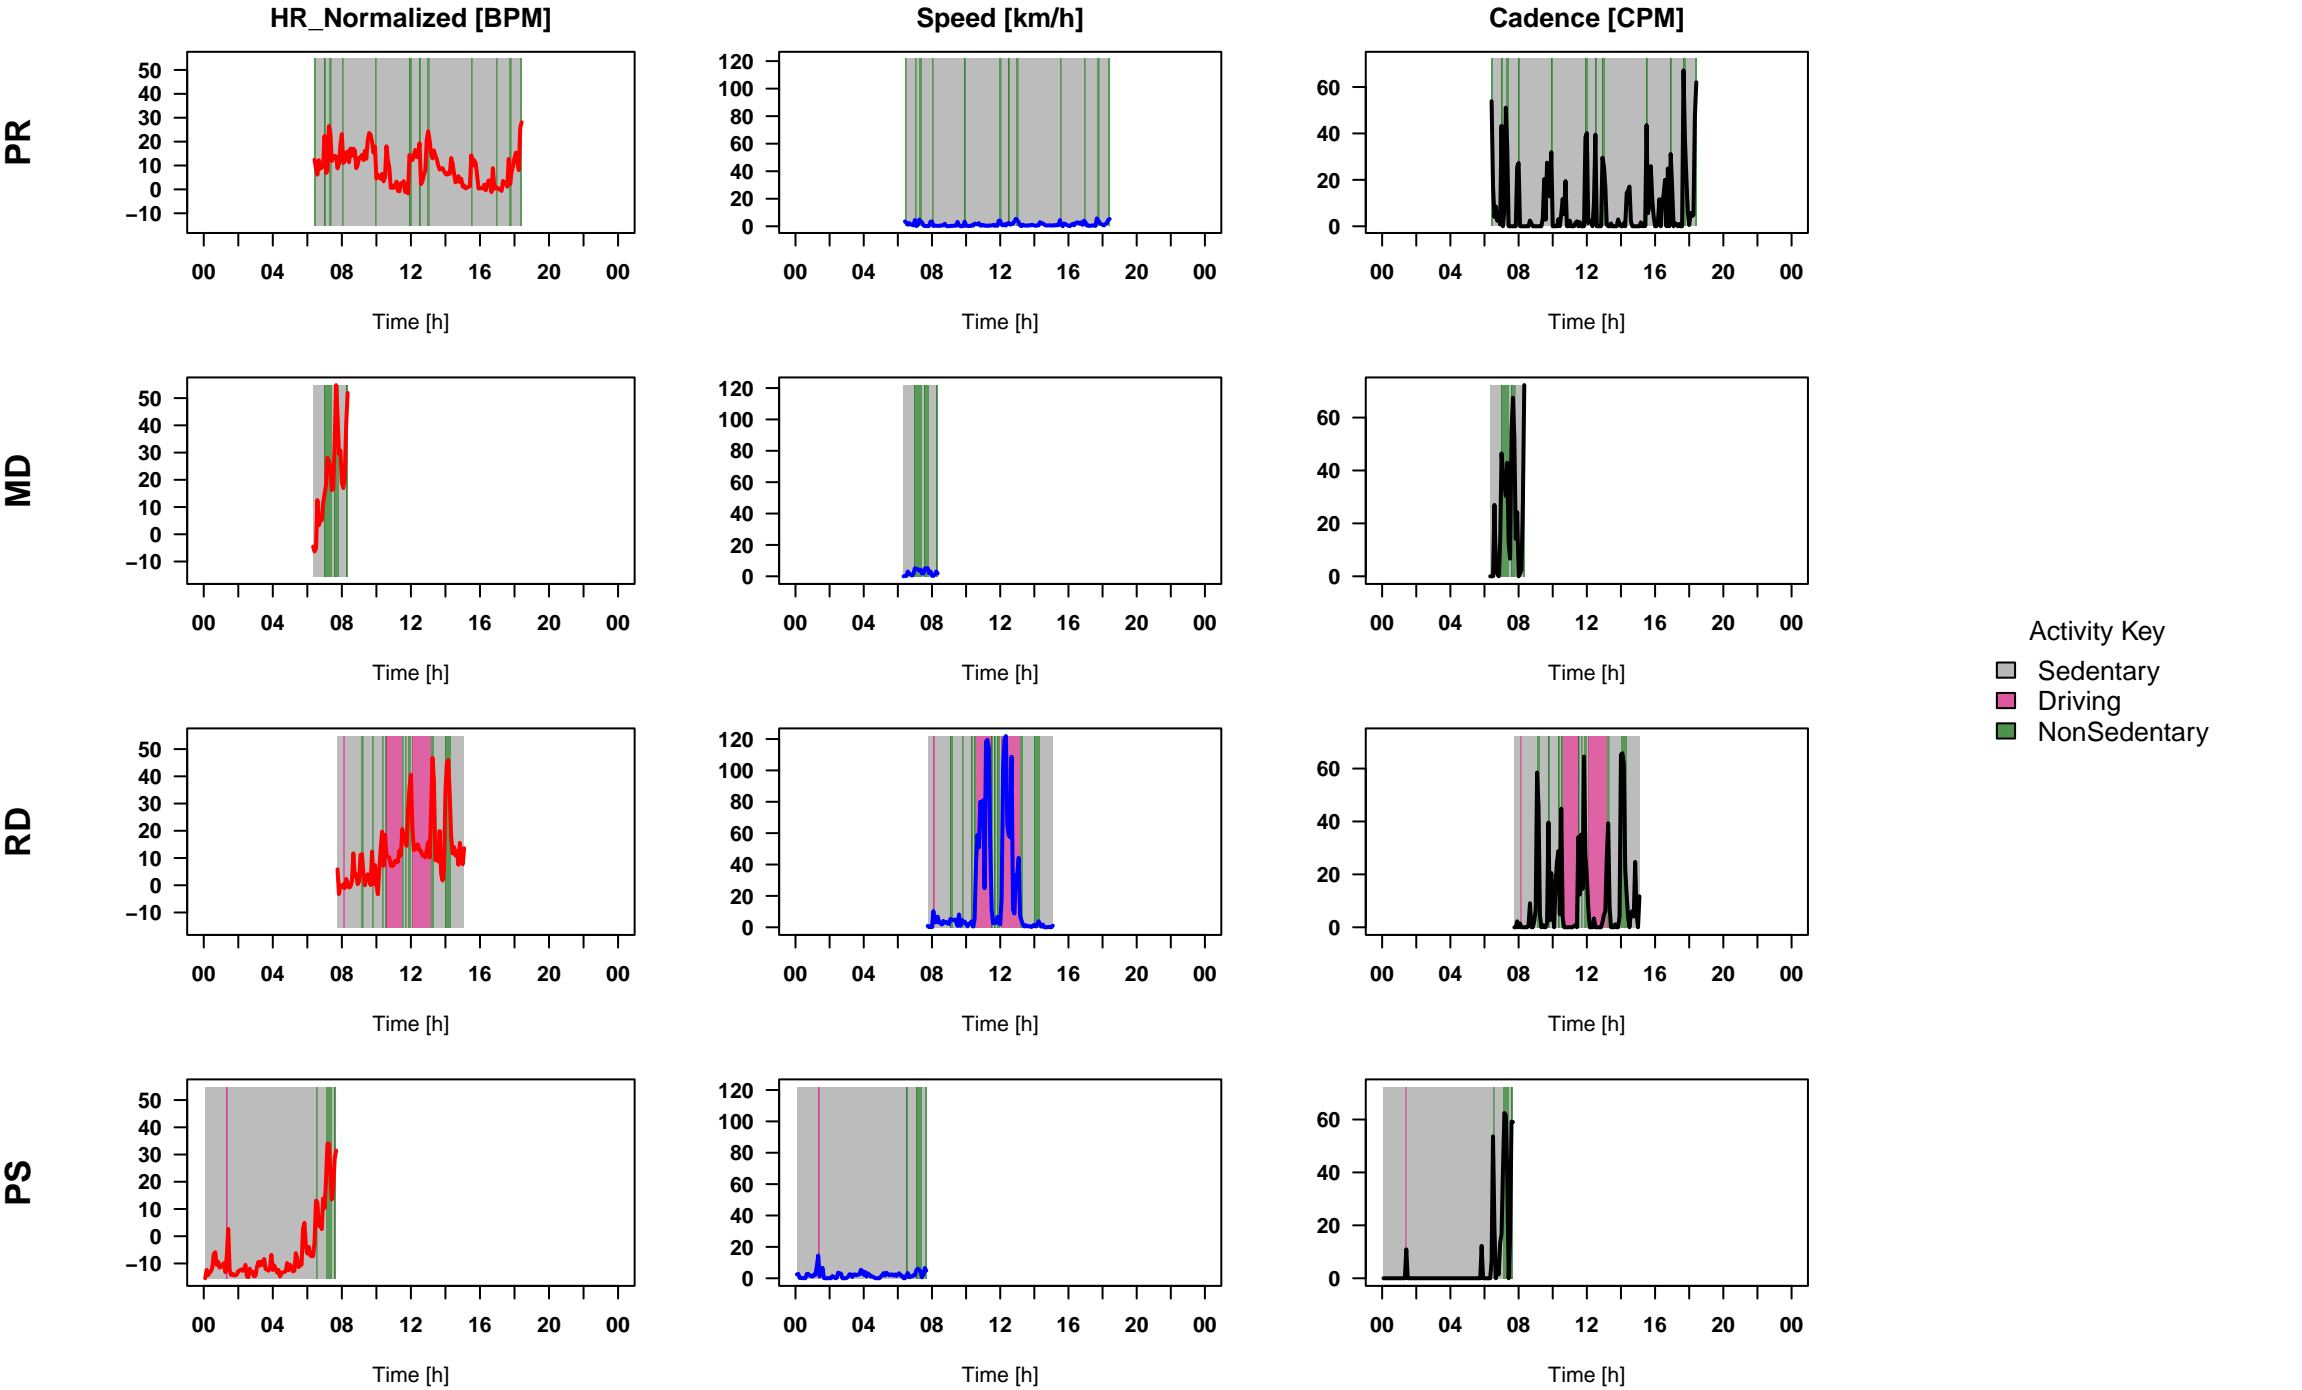 HR_Normalized [BPM] Speed [km/h] Cadence [CPM]
PR
50 40 30 20 10 0 −10
00 04 08 12 16 20 00
Time [h]
120 100 80 60 40 20 0
00 04 08 12 16 20 00
Time [h]
60 40 20 0
00 04 08 12 16 20 00
Time [h]
MD
50 40 30 20 10 0 −10
00 04 08 12 16 20 00
Time [h]
120 100 80 60 40 20 0
00 04 08 12 16 20 00
Time [h]
60 40 20 0
00 04 08 12 16 20 00
Time [h]
Activity Key
Sedentary
Driving
NonSedentary
RD
50 40 30 20 10 0 −10
00 04 08 12 16 20 00
Time [h]
120 100 80 60 40 20 0
00 04 08 12 16 20 00
Time [h]
60 40 20 0
00 04 08 12 16 20 00
Time [h]
PS
50 40 30 20 10 0 −10
00 04 08 12 16 20 00
Time [h]
120 100 80 60 40 20 0
00 04 08 12 16 20 00
Time [h]
60 40 20 0
00 04 08 12 16 20 00
Time [h]